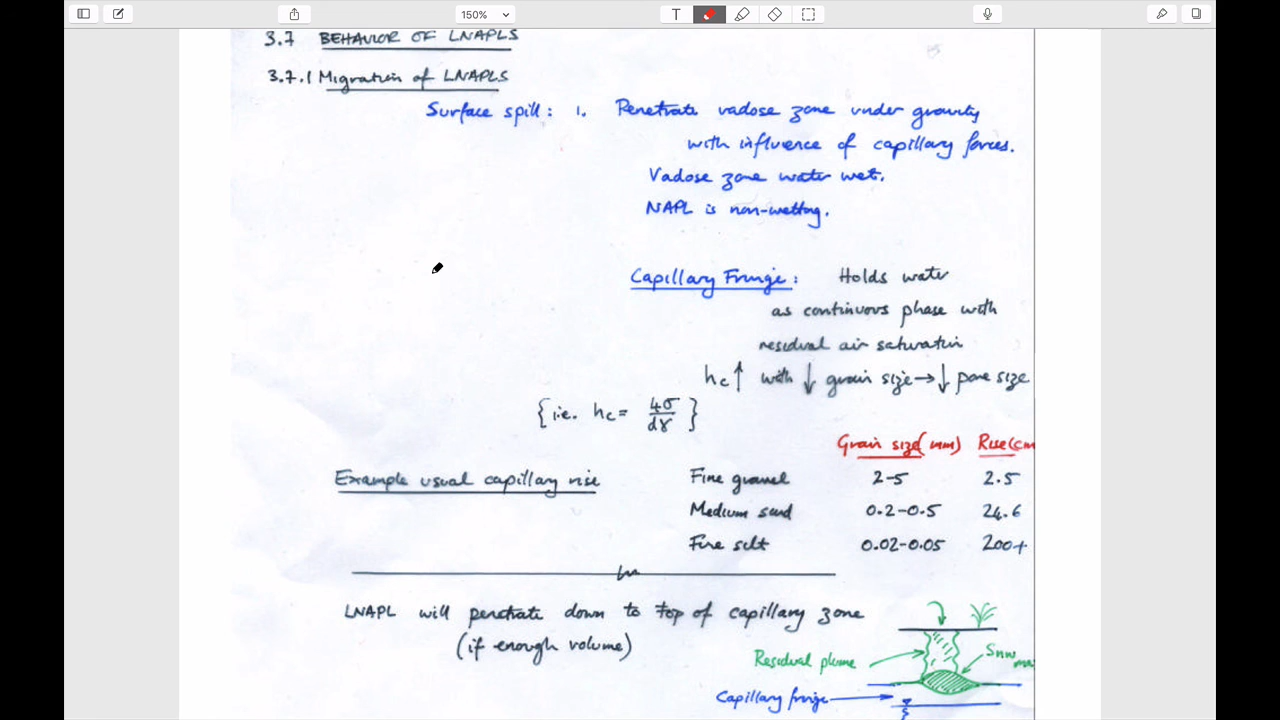 150%
T
3.7 BEHAVIOR OF LNAPLS
3.7.1 Migration of LNAPLS
Surface spill: 1. Penetrate vadose zone under gravity
with influence of capillary forces.
Vadose zone water wet.
NAPL is non-wetting.
Capillary Fringe: Holds water
as continuous phase with
residual air saturation
hc↑ with ↓ grain size → ↓ pore size
{i.e. hc = 4σ/dγ}
Grain size (mm) Rise (cm
Example usual capillary rise Fine gravel 2-5 2.5
Medium sand 0.2-0.5 24.6
Fine silt 0.02-0.05 200+
LNAPL will penetrate down to top of capillary zone
(if enough volume)
Residual plume Snw
Capillary fringe